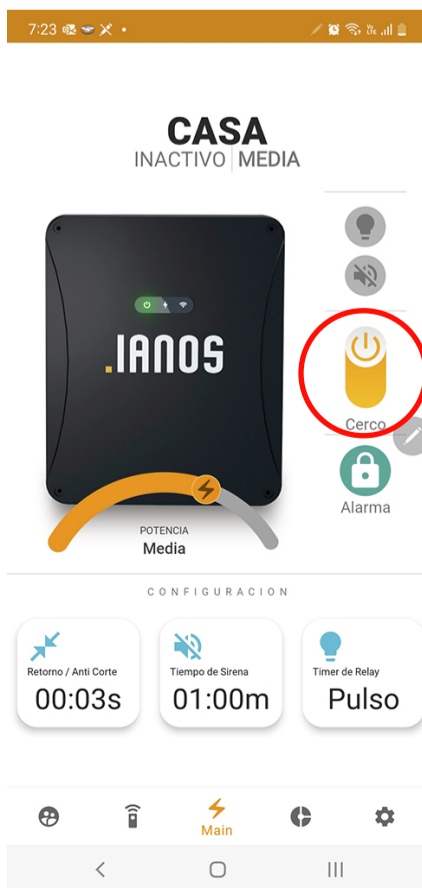 7:23
CASA
INACTIVO MEDIA
.IANOS
Cerco
Alarma
POTENCIA
Media
CONFIGURACION
Retorno / Anti Corte
00:03s
Tiempo de Sirena
01:00m
Timer de Relay
Pulso
Main